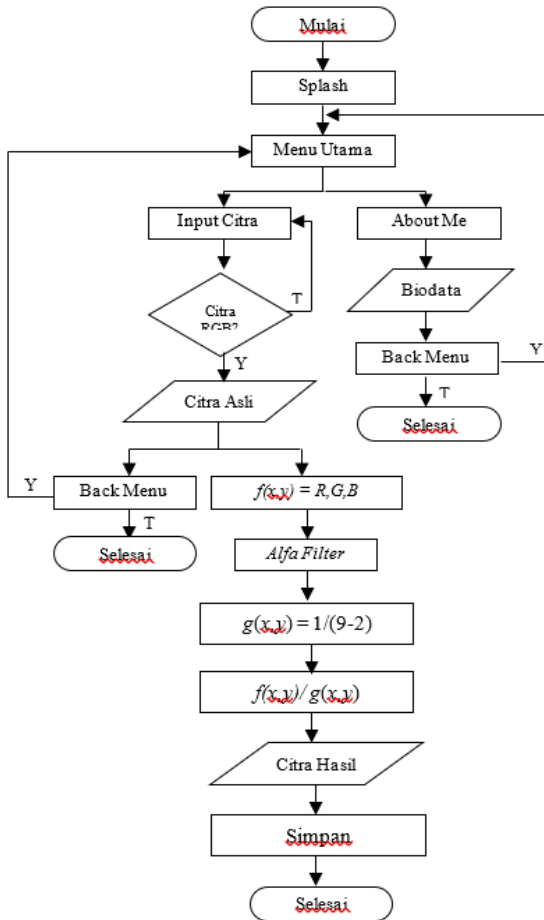 Mulai
Splash
Menu Utama
Input Citra
About Me
Citra
RGB?
T
Biodata
Y
Back Menu
Y
T
Citra Asli
Selesai
Y
Back Menu
f(x,y) = R,G,B
T
Selesai
Alfa Filter
g(x,y) = 1/(9-2)
f(x,y)/g(x,y)
Citra Hasil
Simpan
Selesai